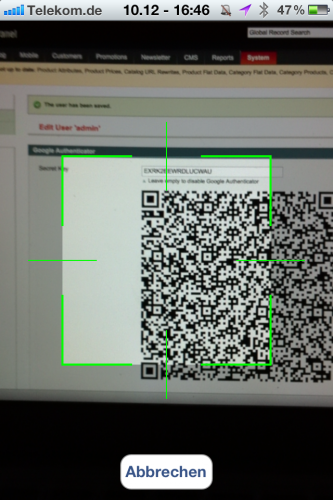 Telekom.de 10.12 - 16:46 47%
anel
Global Record Search
Mobile Customers Promotions Newsletter CMS Reports System
up to date: Product Attributes, Product Prices, Catalog URL Rewrites, Product Flat Data, Category Flat Data, Category Products,
The user has been saved.
Edit User 'admin'
Google Authenticator
Secret Key
Leave empty to disable Google Authenticator
Abbrechen